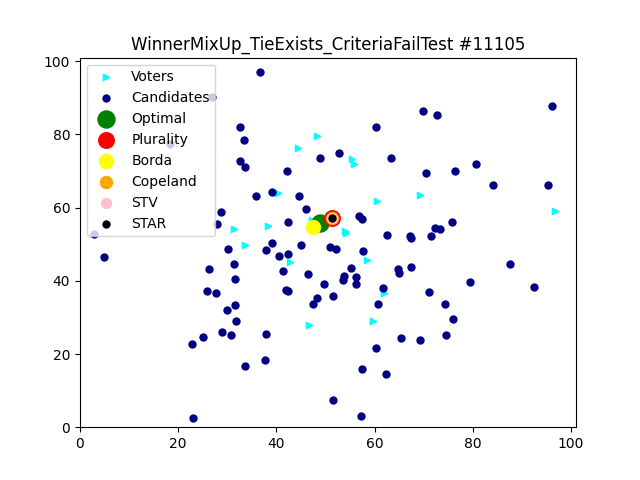 WinnerMixUp_TieExists_CriteriaFailTest #11105
100
80
60
40
20
0
Voters
Candidates
Optimal
Plurality
Borda
Copeland
STV
STAR
0 20 40 60 80 100